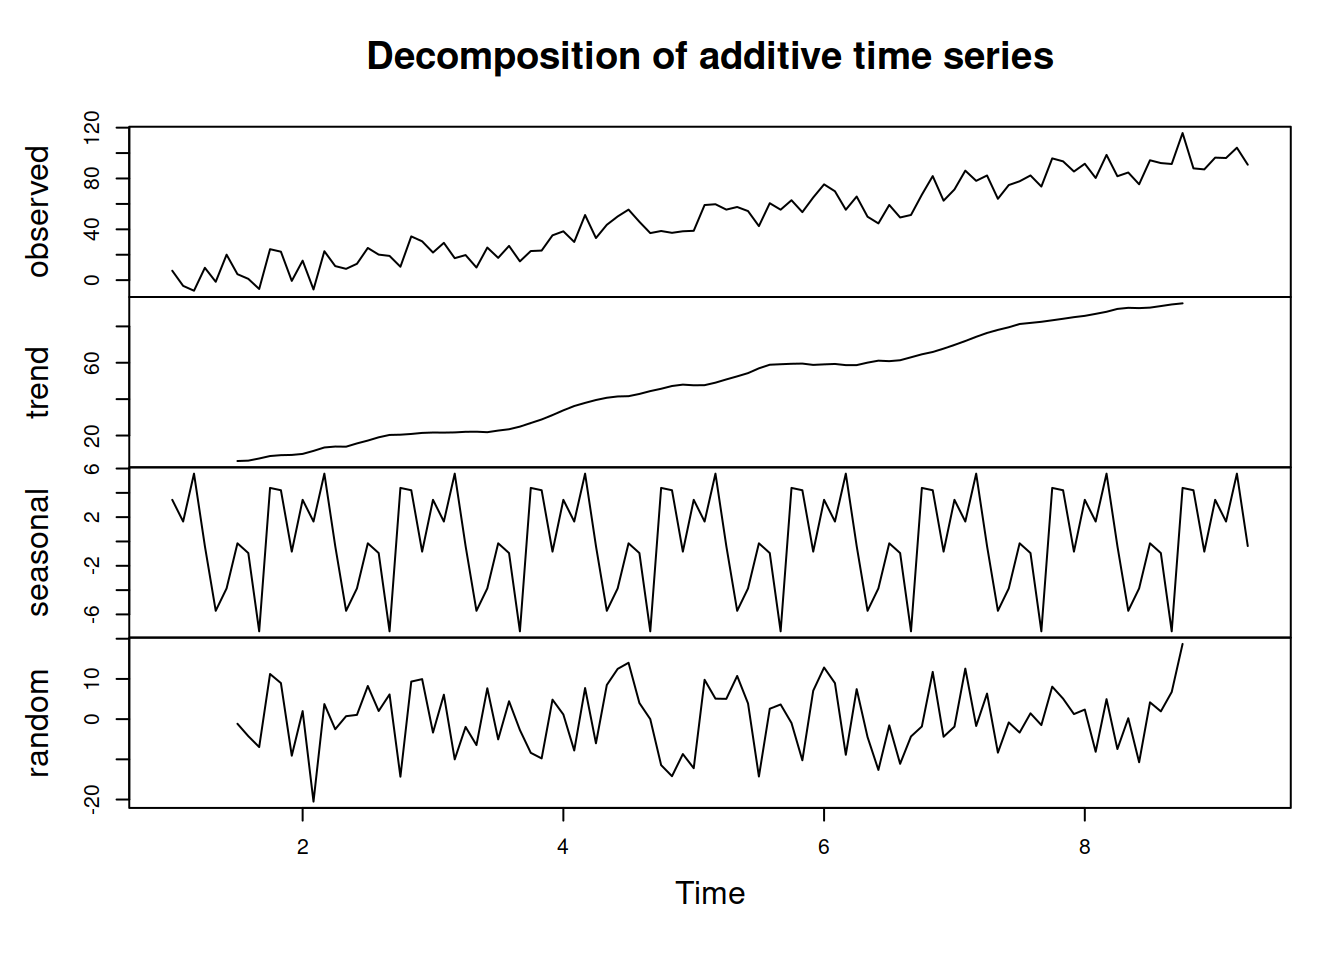 Decomposition of additive time series
observed
0 40 80 120
trend
20 60
seasonal
-6 -2 2 6
random
-20 0 10
2 4 6 8
Time